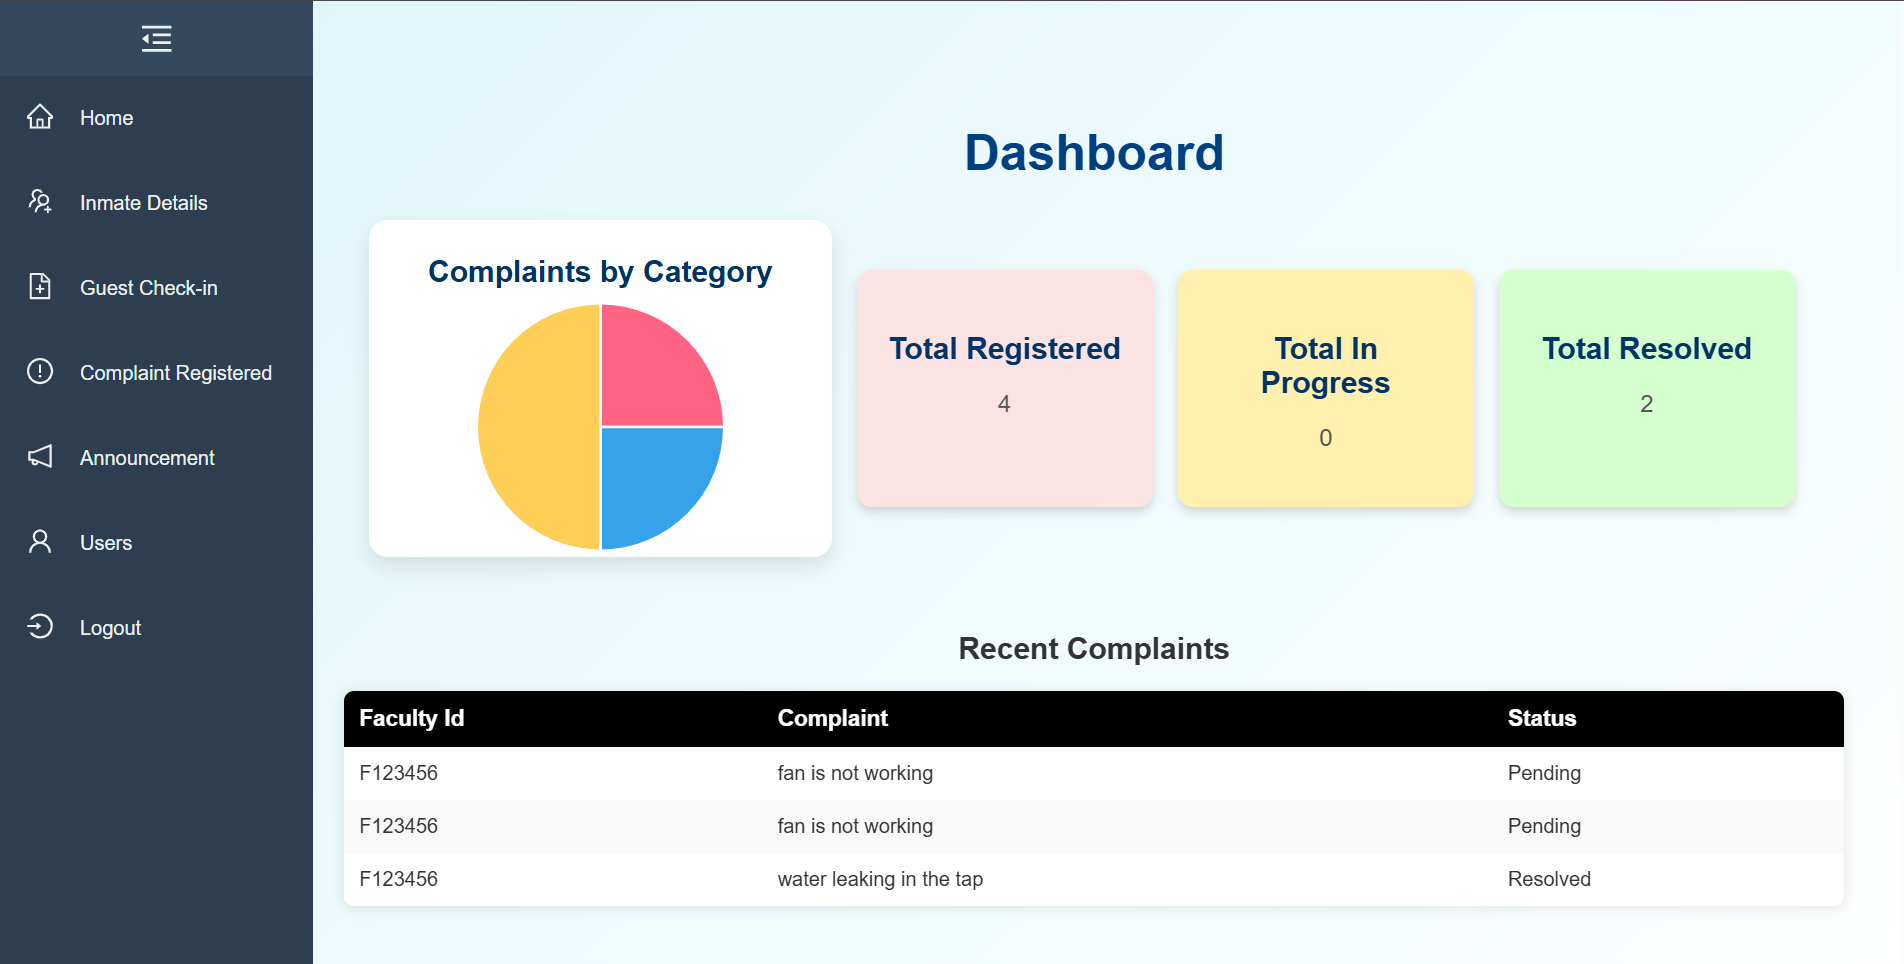 Home
Inmate Details
Guest Check-in
Complaint Registered
Announcement
Users
Logout
Dashboard
Complaints by Category
Total Registered
4
Total In
Progress
0
Total Resolved
2
Recent Complaints
Faculty Id Complaint Status
F123456 fan is not working Pending
F123456 fan is not working Pending
F123456 water leaking in the tap Resolved